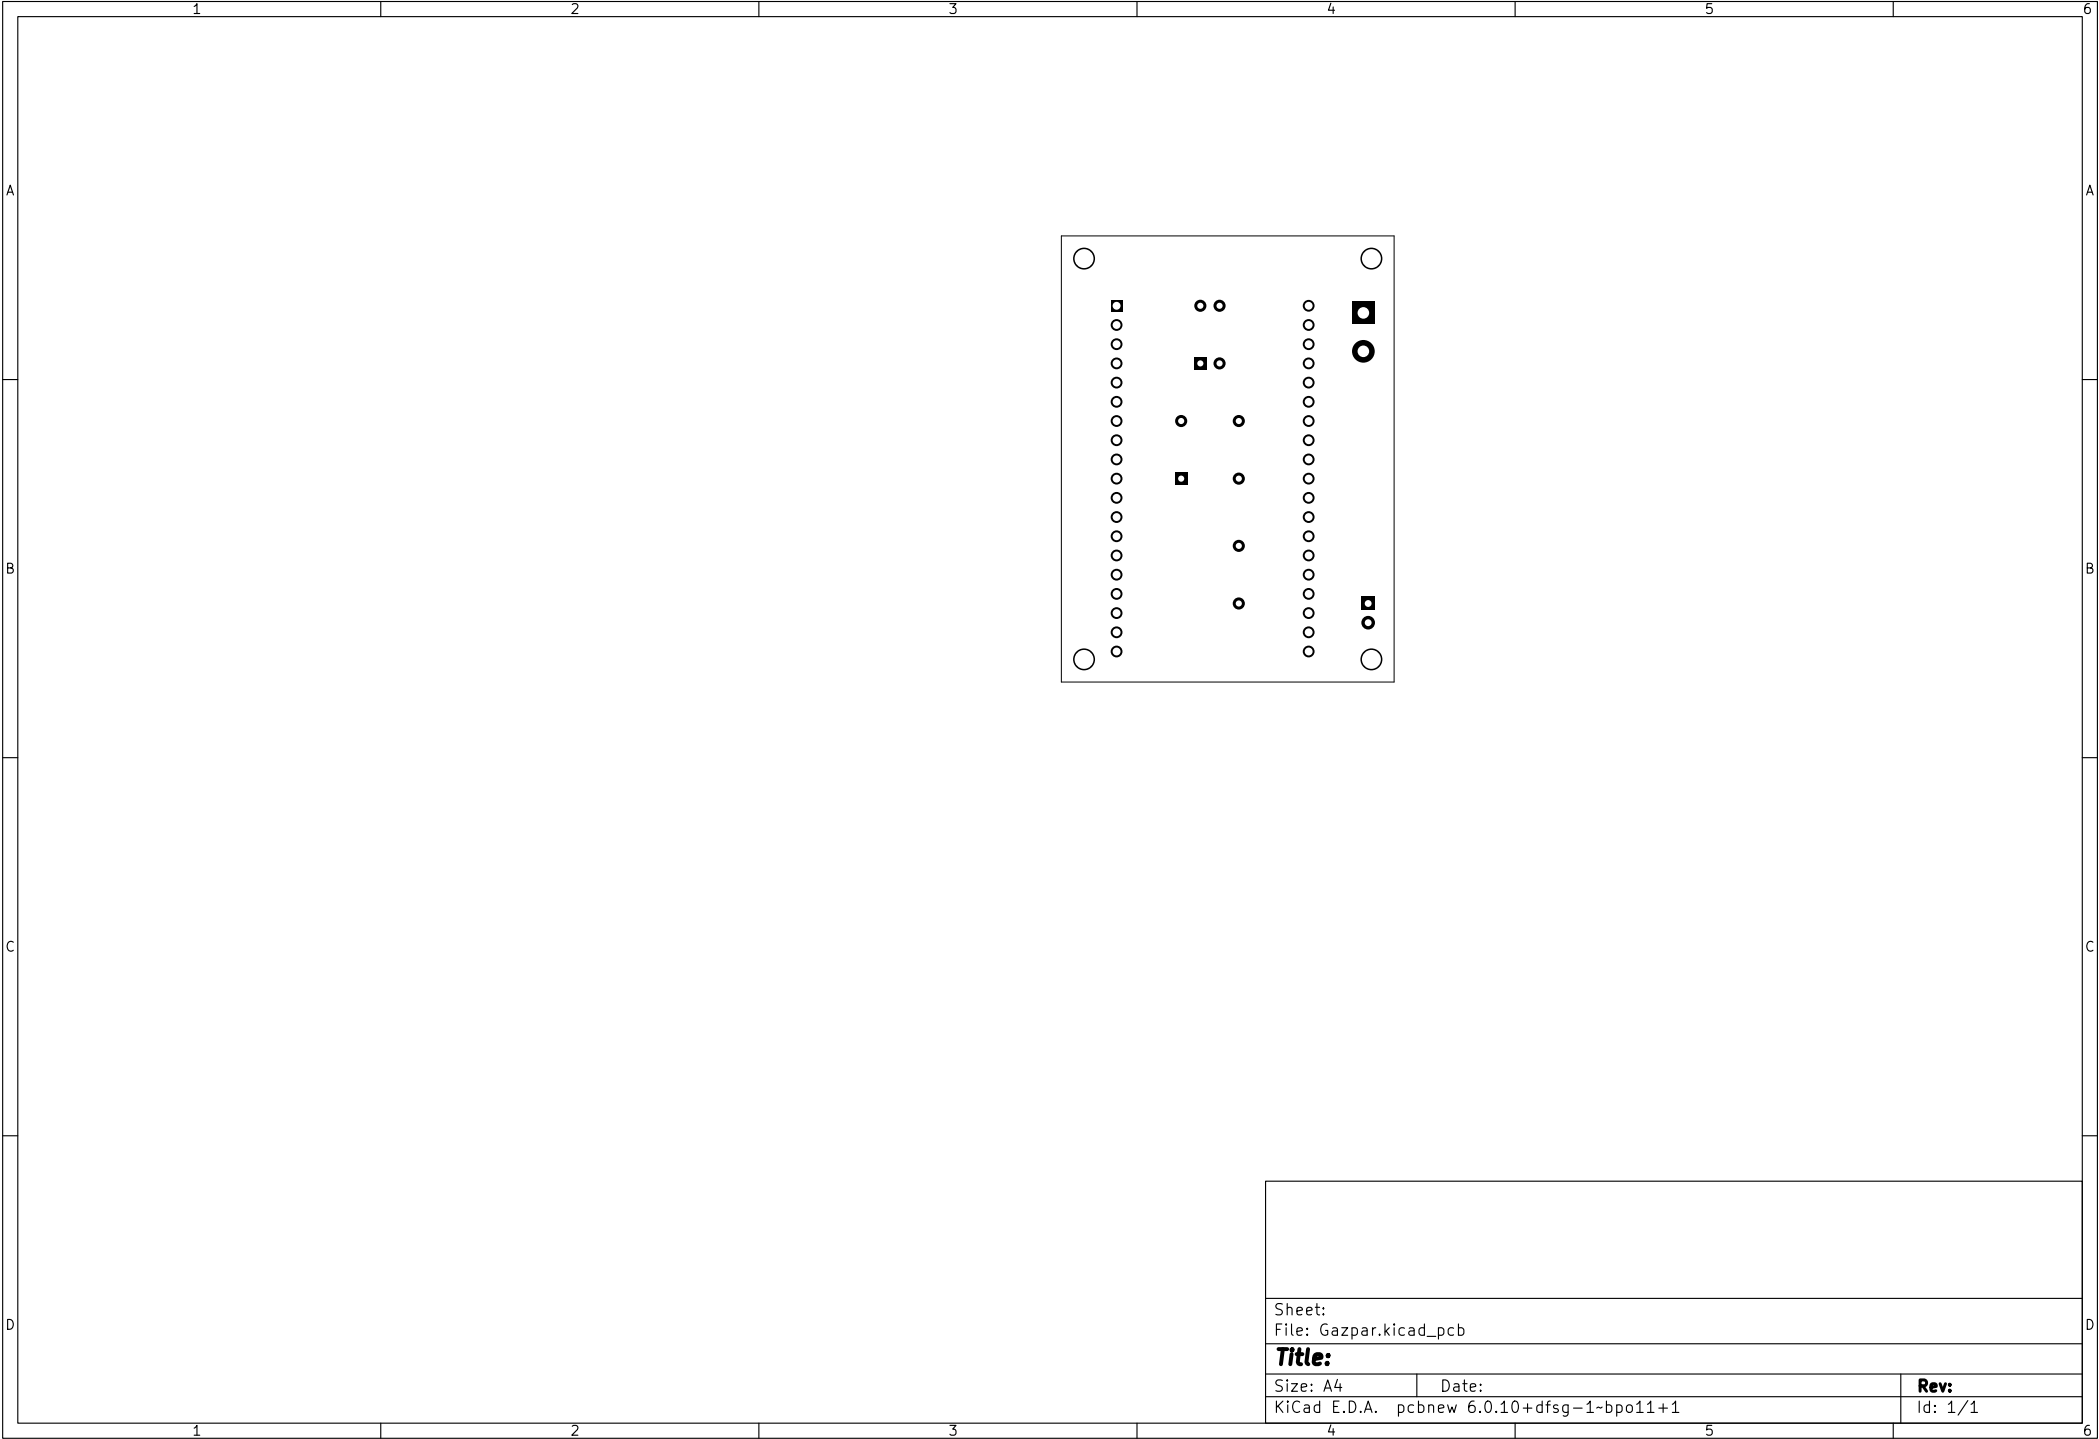 1 2 3 4 5 6
A A
B B
C C
Sheet:
File: Gazpar.kicad_pcb
D D
Title:
Size: A4 Date: Rev:
KiCad E.D.A. pcbnew 6.0.10+dfsg-1~bpo11+1 Id: 1/1
1 2 3 4 5 6